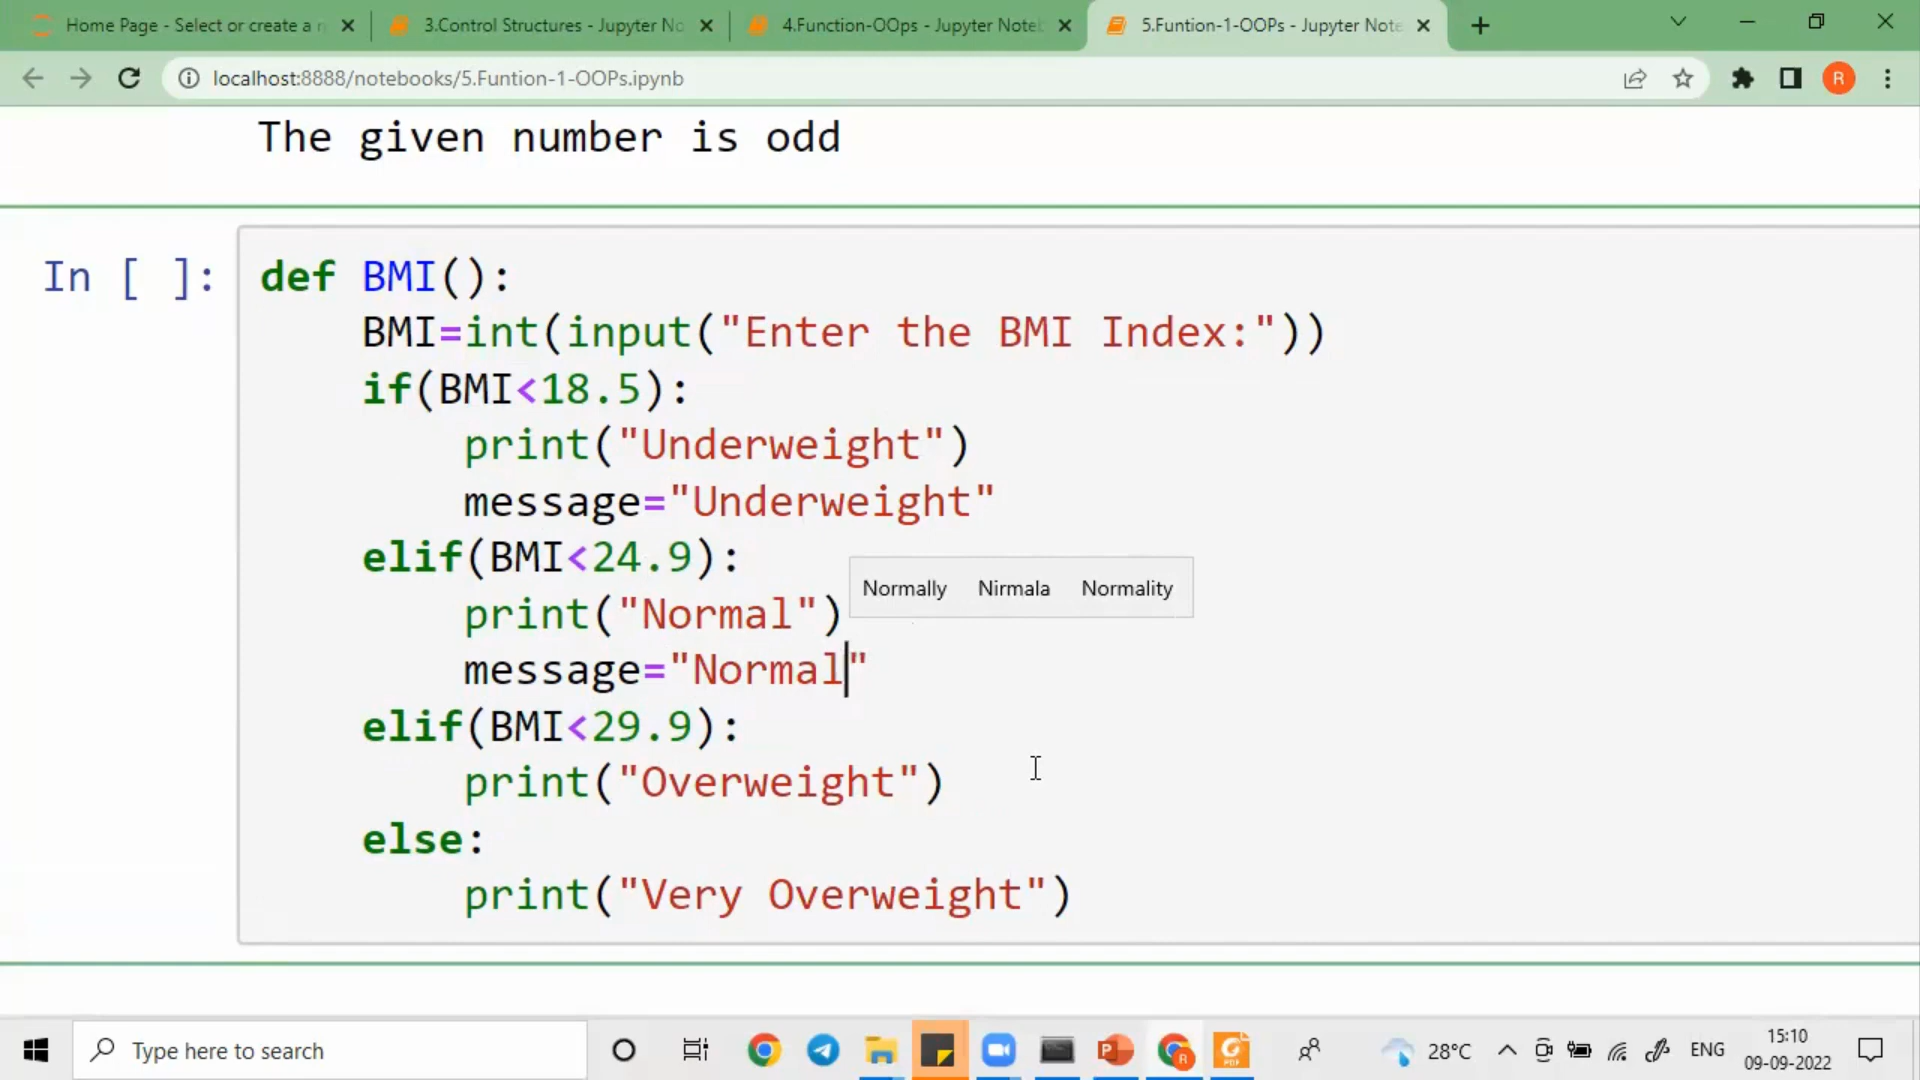 Home Page - Select or create a n
3.Control Structures - Jupyter No
4.Function-OOps - Jupyter Noteb
5.Funtion-1-OOPs - Jupyter Note
localhost:8888/notebooks/5.Funtion-1-OOPs.ipynb
R
The given number is odd
In [ ]:
def BMI():
    BMI=int(input("Enter the BMI Index:"))
    if(BMI<18.5):
        print("Underweight")
        message="Underweight"
    elif(BMI<24.9):
Normally Nirmala Normality
        print("Normal")
        message="Normal"
    elif(BMI<29.9):
        print("Overweight")
    else:
        print("Very Overweight")
Type here to search
28°C
ENG
15:10
09-09-2022